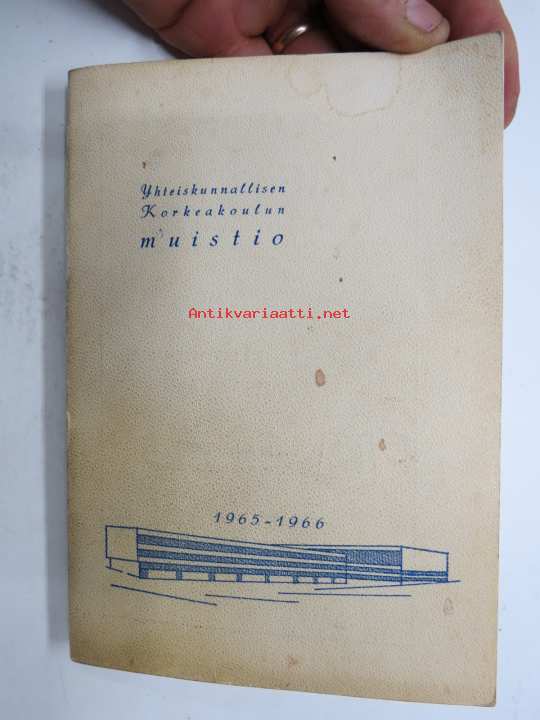 Yhteiskunnallisen
Korkeakoulun
muistio
Antikvariaatti.net
1965-1966